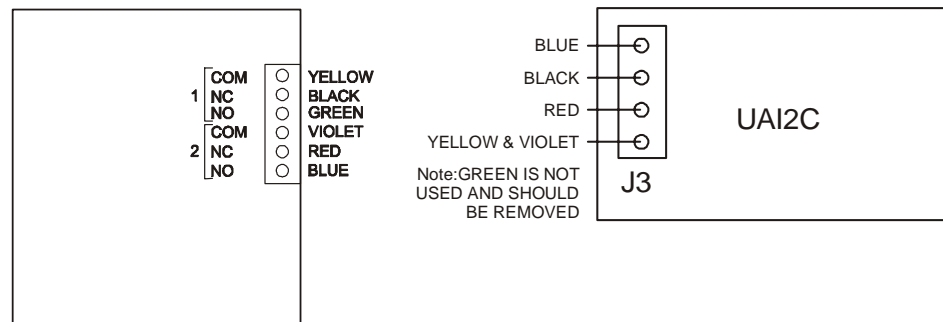 COM YELLOW
1 NC BLACK
NO GREEN
COM VIOLET
2 NC RED
NO BLUE
BLUE
BLACK
RED
YELLOW & VIOLET
Note:GREEN IS NOT
USED AND SHOULD
BE REMOVED
J3
UAI2C